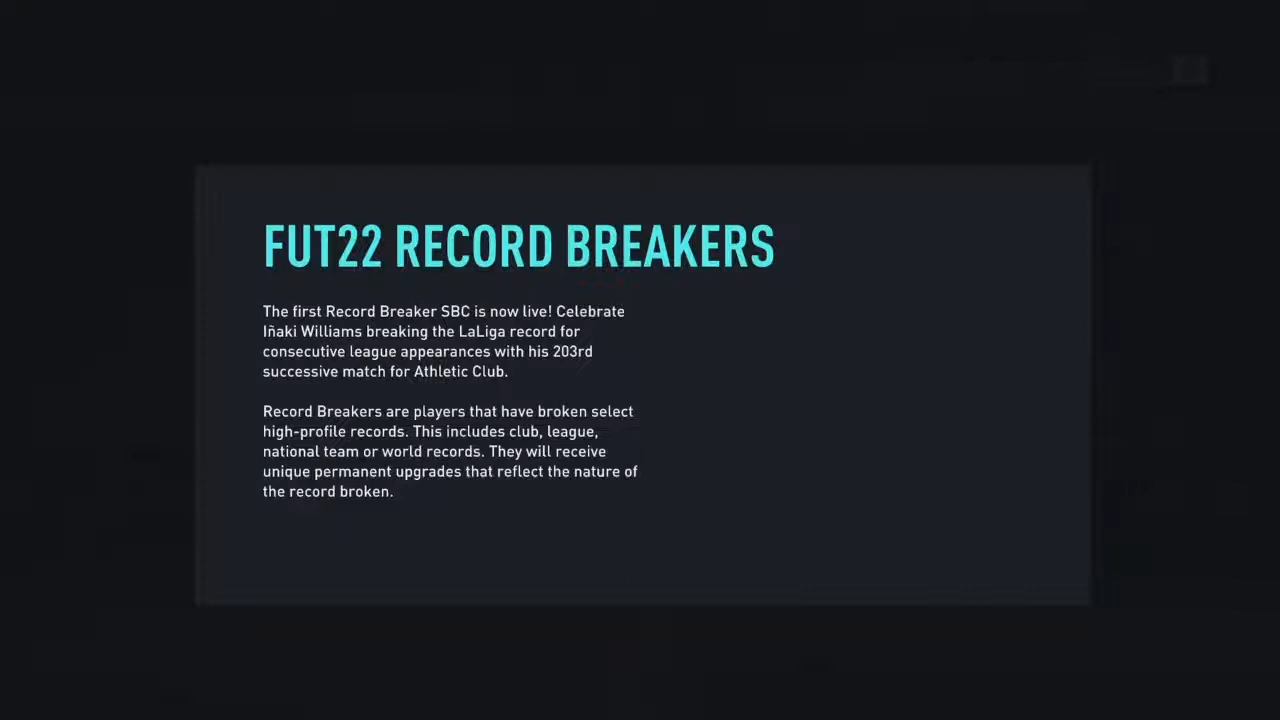 FUT22 RECORD BREAKERS
The first Record Breaker SBC is now live! Celebrate
Iñaki Williams breaking the LaLiga record for
consecutive league appearances with his 203rd
successive match for Athletic Club.
Record Breakers are players that have broken select
high-profile records. This includes club, league,
national team or world records. They will receive
unique permanent upgrades that reflect the nature of
the record broken.